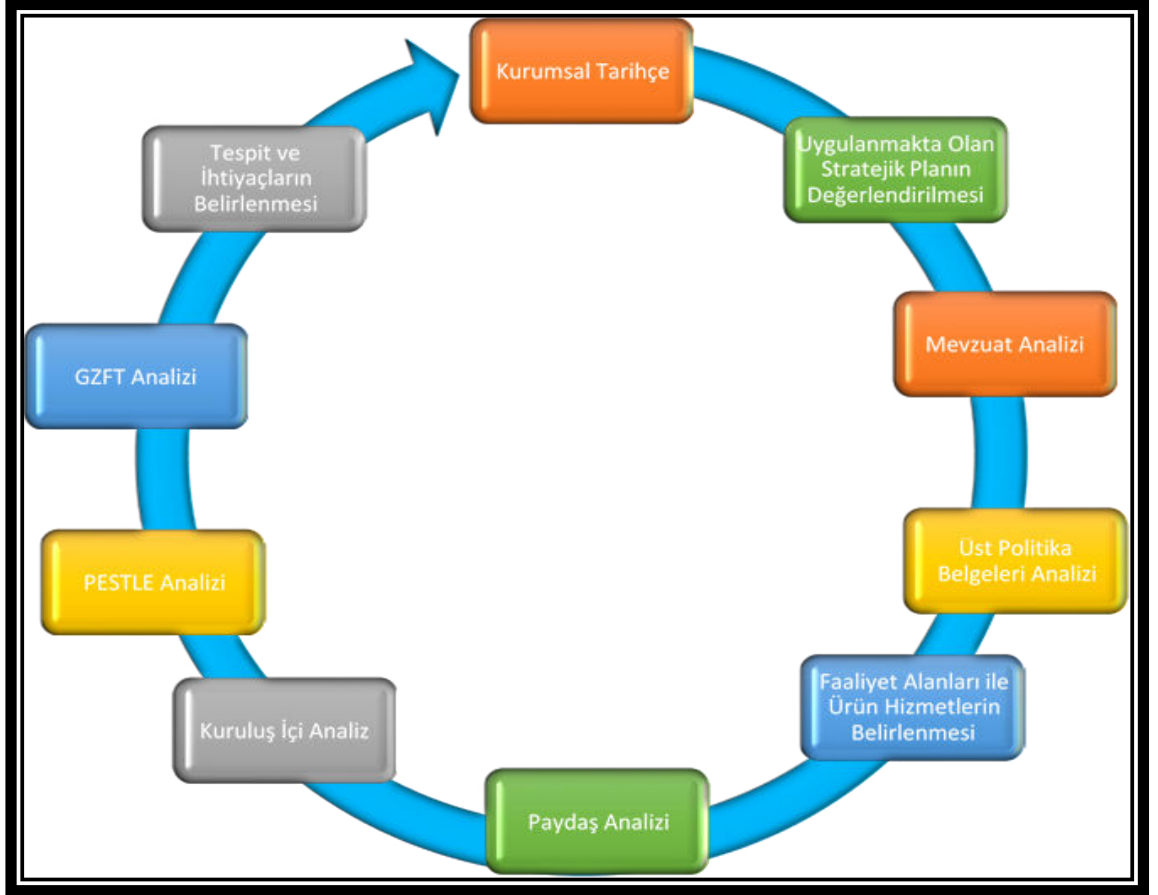 Kurumsal Tarihçe
Uygulanmakta Olan
Stratejik Planın
Değerlendirilmesi
Mevzuat Analizi
Üst Politika
Belgeleri Analizi
Faaliyet Alanları ile
Ürün Hizmetlerin
Belirlenmesi
Paydaş Analizi
Kuruluş İçi Analiz
PESTLE Analizi
GZFT Analizi
Tespit ve
İhtiyaçların
Belirlenmesi